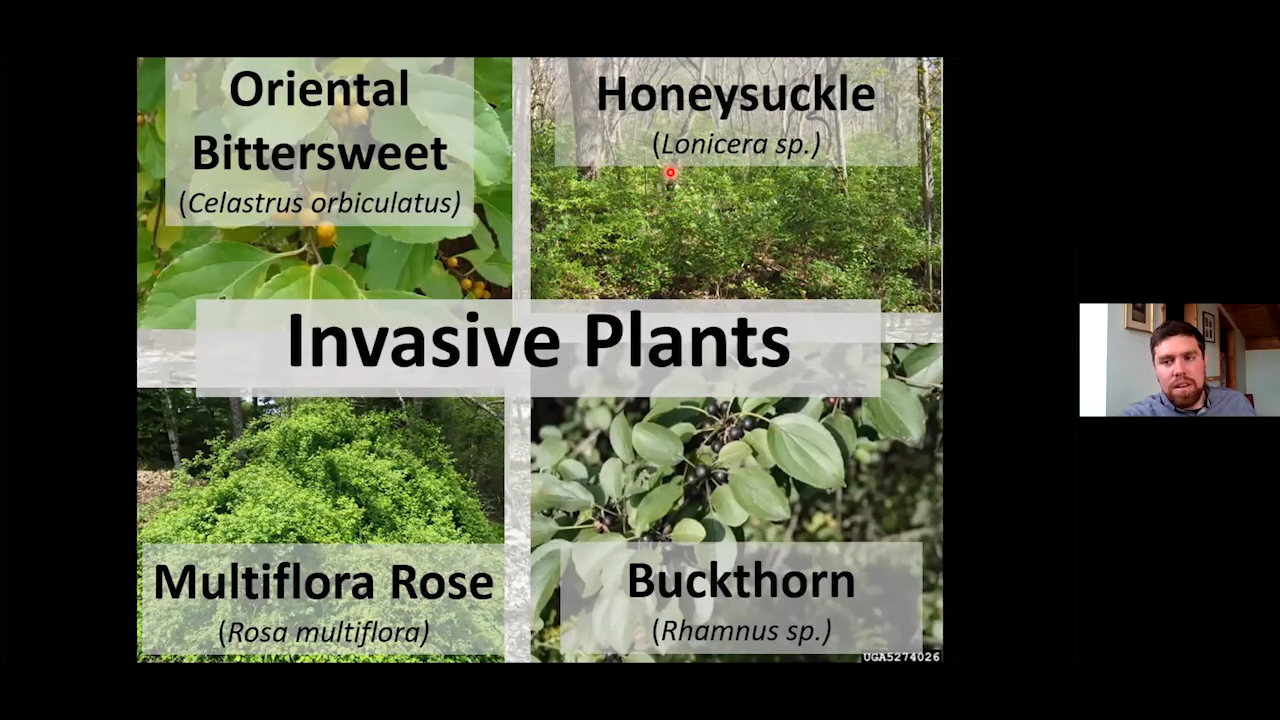 Oriental
Bittersweet
(Celastrus orbiculatus)
Honeysuckle
(Lonicera sp.)
Invasive Plants
Multiflora Rose
(Rosa multiflora)
Buckthorn
(Rhamnus sp.)
UGA5274026